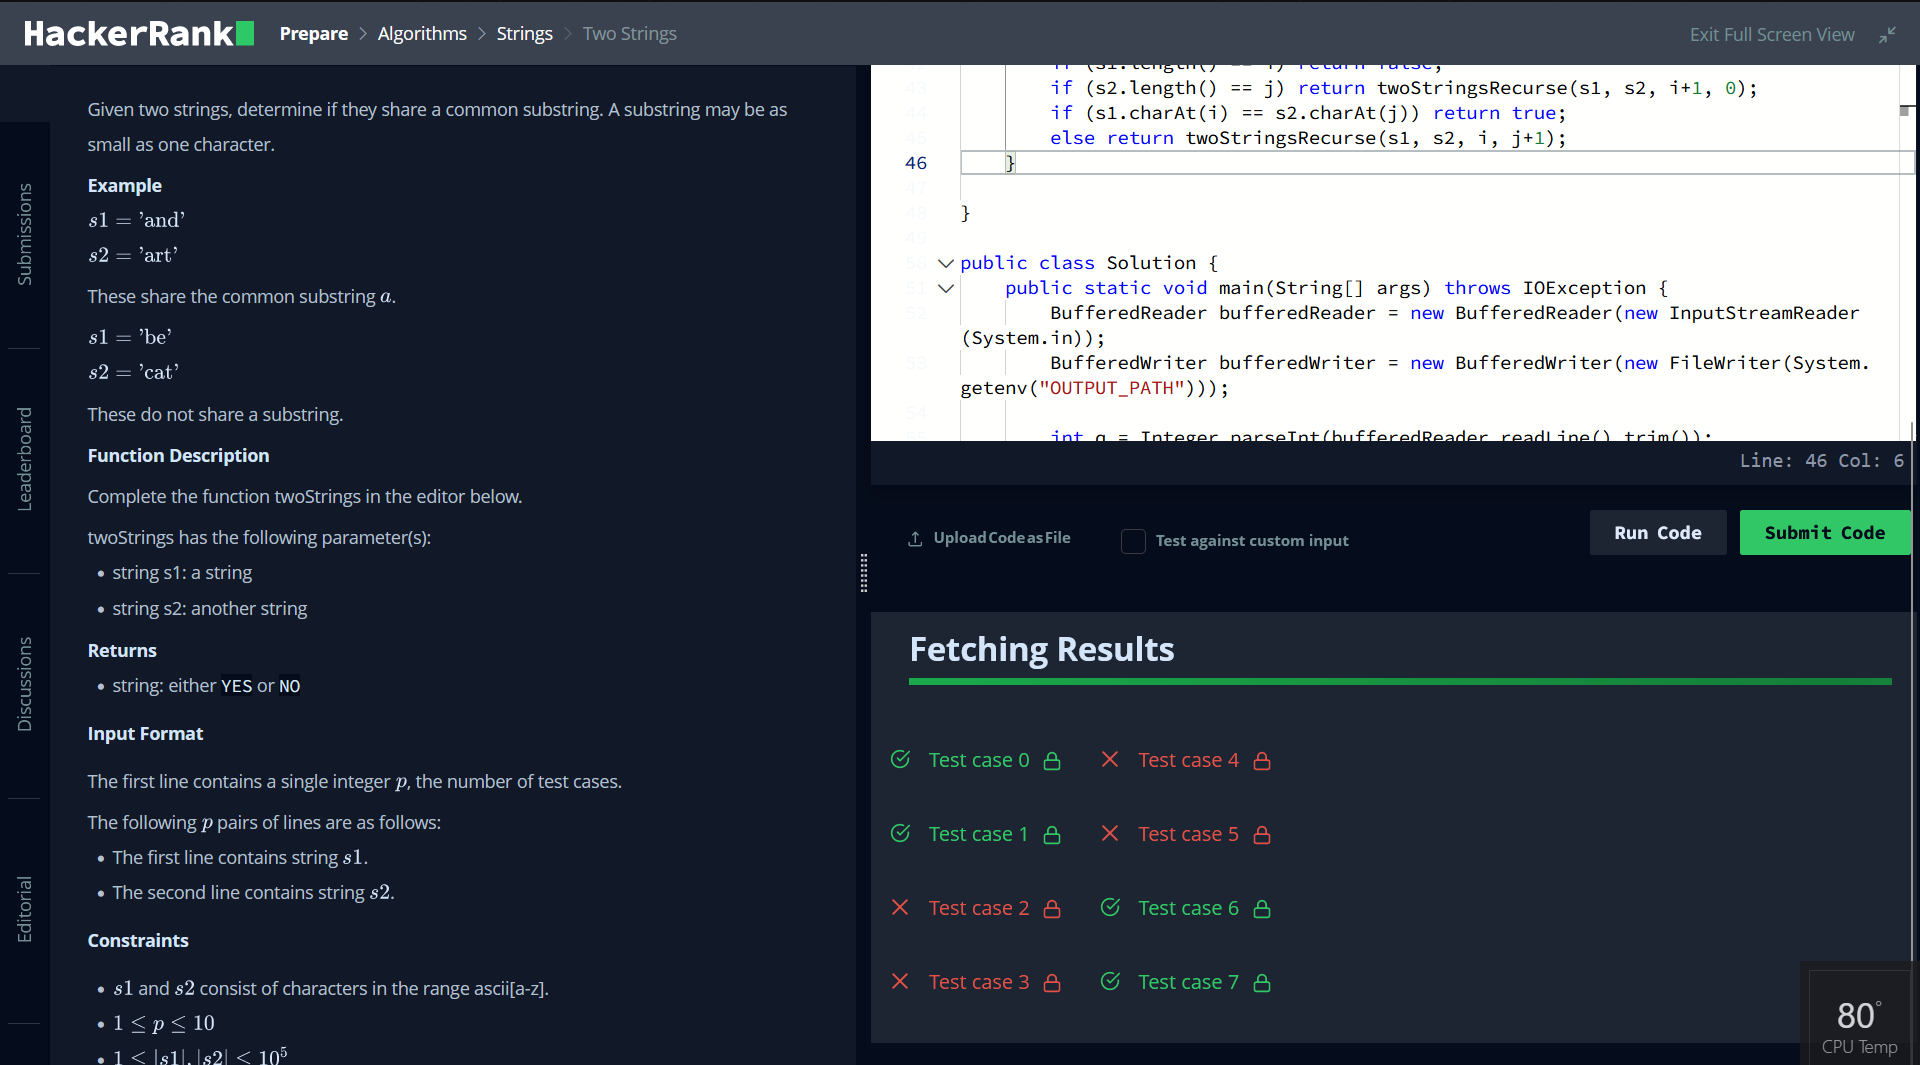 HackerRank
Prepare > Algorithms > Strings > Two Strings
Exit Full Screen View
Submissions
Leaderboard
Discussions
Editorial
Given two strings, determine if they share a common substring. A substring may be as
small as one character.
Example
s1 = 'and'
s2 = 'art'
These share the common substring a.
s1 = 'be'
s2 = 'cat'
These do not share a substring.
Function Description
Complete the function twoStrings in the editor below.
twoStrings has the following parameter(s):
• string s1: a string
• string s2: another string
Returns
• string: either YES or NO
Input Format
The first line contains a single integer p, the number of test cases.
The following p pairs of lines are as follows:
• The first line contains string s1.
• The second line contains string s2.
Constraints
• s1 and s2 consist of characters in the range ascii[a-z].
• 1 ≤ p ≤ 10
• 1 ≤ |s1|, |s2| ≤ 10⁵
if (s1.length() == i) return false;
43 if (s2.length() == j) return twoStringsRecurse(s1, s2, i+1, 0);
44 if (s1.charAt(i) == s2.charAt(j)) return true;
45 else return twoStringsRecurse(s1, s2, i, j+1);
46 }
47
48 }
49
50 public class Solution {
51 public static void main(String[] args) throws IOException {
52 BufferedReader bufferedReader = new BufferedReader(new InputStreamReader
(System.in));
53 BufferedWriter bufferedWriter = new BufferedWriter(new FileWriter(System.
getenv("OUTPUT_PATH")));
54
int q = Integer.parseInt(bufferedReader.readLine().trim());
Line: 46 Col: 6
Upload Code as File
Test against custom input
Run Code
Submit Code
Fetching Results
Test case 0
Test case 4
Test case 1
Test case 5
Test case 2
Test case 6
Test case 3
Test case 7
80°
CPU Temp